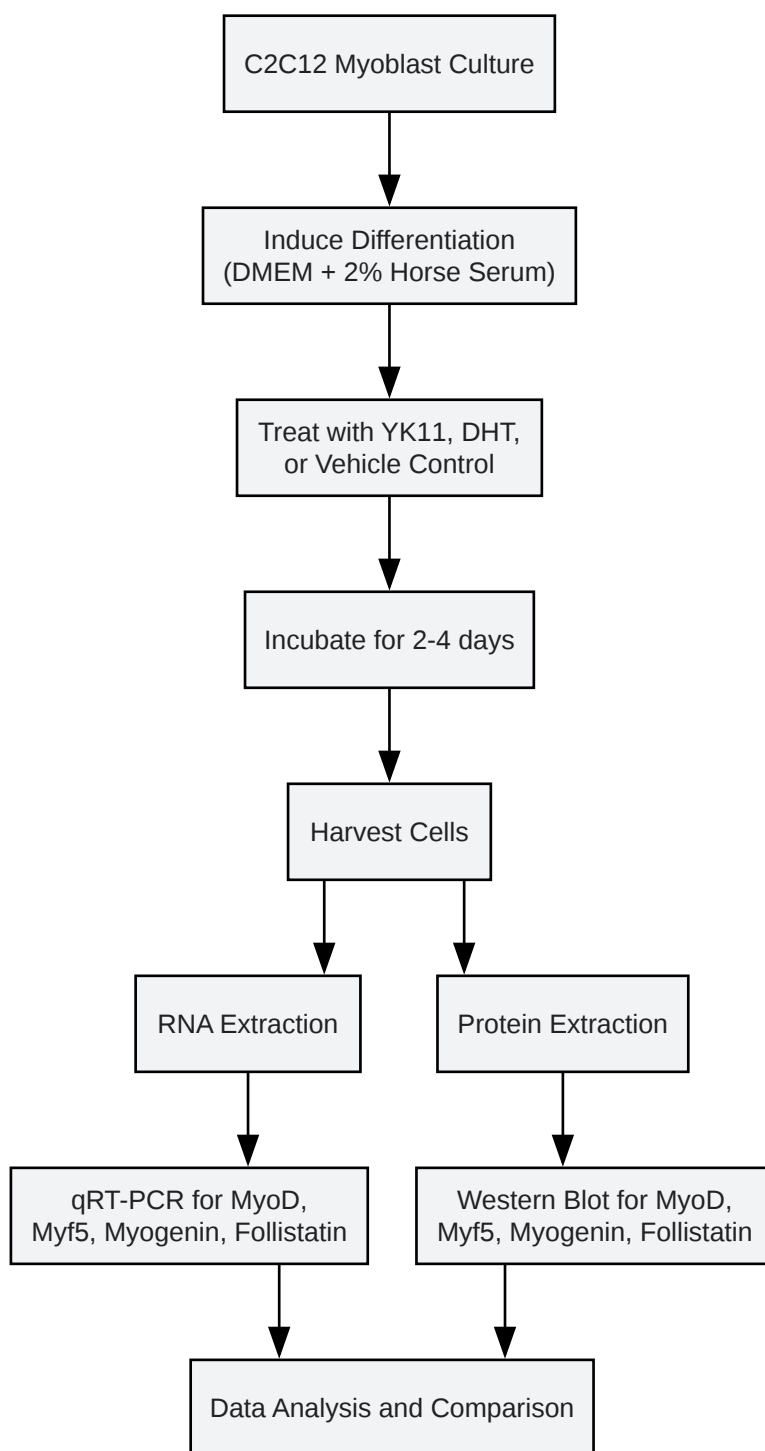 C2C12 Myoblast Culture
Induce Differentiation
(DMEM + 2% Horse Serum)
Treat with YK11, DHT,
or Vehicle Control
Incubate for 2-4 days
Harvest Cells
RNA Extraction
Protein Extraction
qRT-PCR for MyoD,
Myf5, Myogenin, Follistatin
Western Blot for MyoD,
Myf5, Myogenin, Follistatin
Data Analysis and Comparison